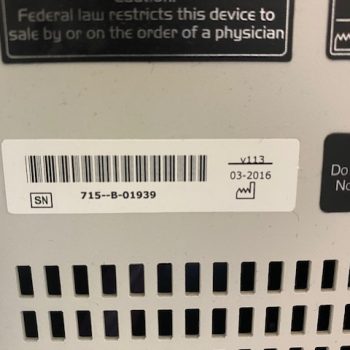 Caution:
Federal law restricts this device to
sale by or on the order of a physician
v113
03-2016
SN
715--B-01939
Do
No